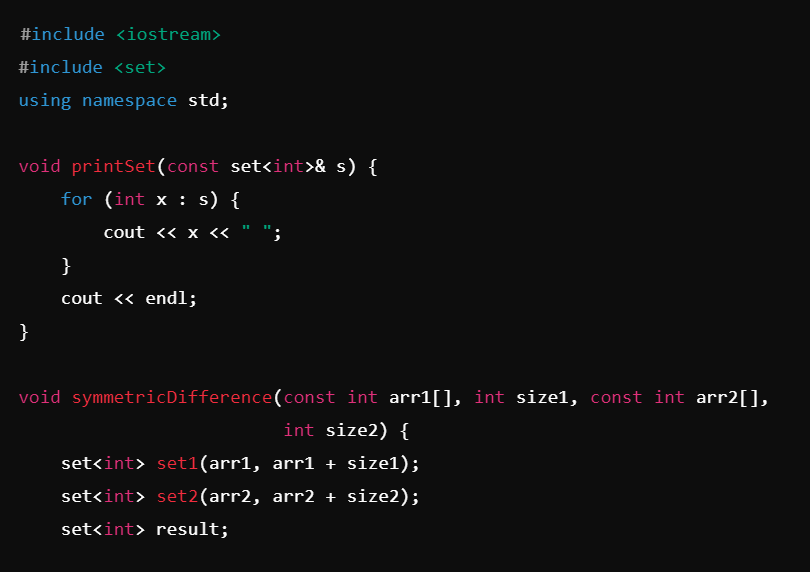 #include <iostream>
#include <set>
using namespace std;

void printSet(const set<int>& s) {
    for (int x : s) {
        cout << x << " ";
    }
    cout << endl;
}

void symmetricDifference(const int arr1[], int size1, const int arr2[],
                         int size2) {
    set<int> set1(arr1, arr1 + size1);
    set<int> set2(arr2, arr2 + size2);
    set<int> result;